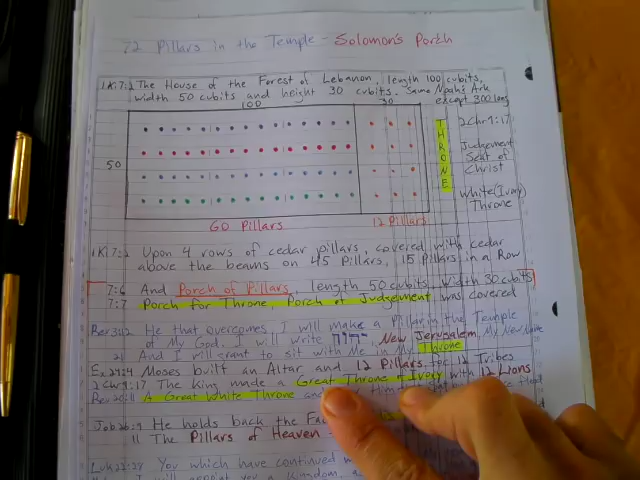 72 Pillars in the Temple - Solomon's Porch
1Ki7:2 The House of the Forest of Lebanon, length 100 cubits,
width 50 cubits and height 30 cubits. Same Noah's Ark
except 300 long
100
30
50
THRONE
2Chr9:17
Judgement
Seat of
Christ
White(Ivory)
Throne
60 Pillars
12 Pillars
1Ki7:2 Upon 4 rows of cedar pillars, covered with cedar
above the beams on 45 Pillars, 15 Pillars in a Row
7:6 And Porch of Pillars, length 50 cubits, width 30 cubits
7:7 Porch for Throne, Porch of Judgement, was covered
Rev3:12 He that overcomes I will make a Pillar in the Temple
of My God. I will write יהוה, New Jerusalem, My New Name
21 And I will grant to sit with Me in My Throne
Ex24:4 Moses built an Altar and 12 Pillars, for 12 Tribes
2Chr9:17 The king made a Great Throne of Ivory with 12 Lions
Rev20:11 A Great White Throne and
Job26:9 He holds back the
11 The Pillars of Heaven
Luk22:28 You which have continued